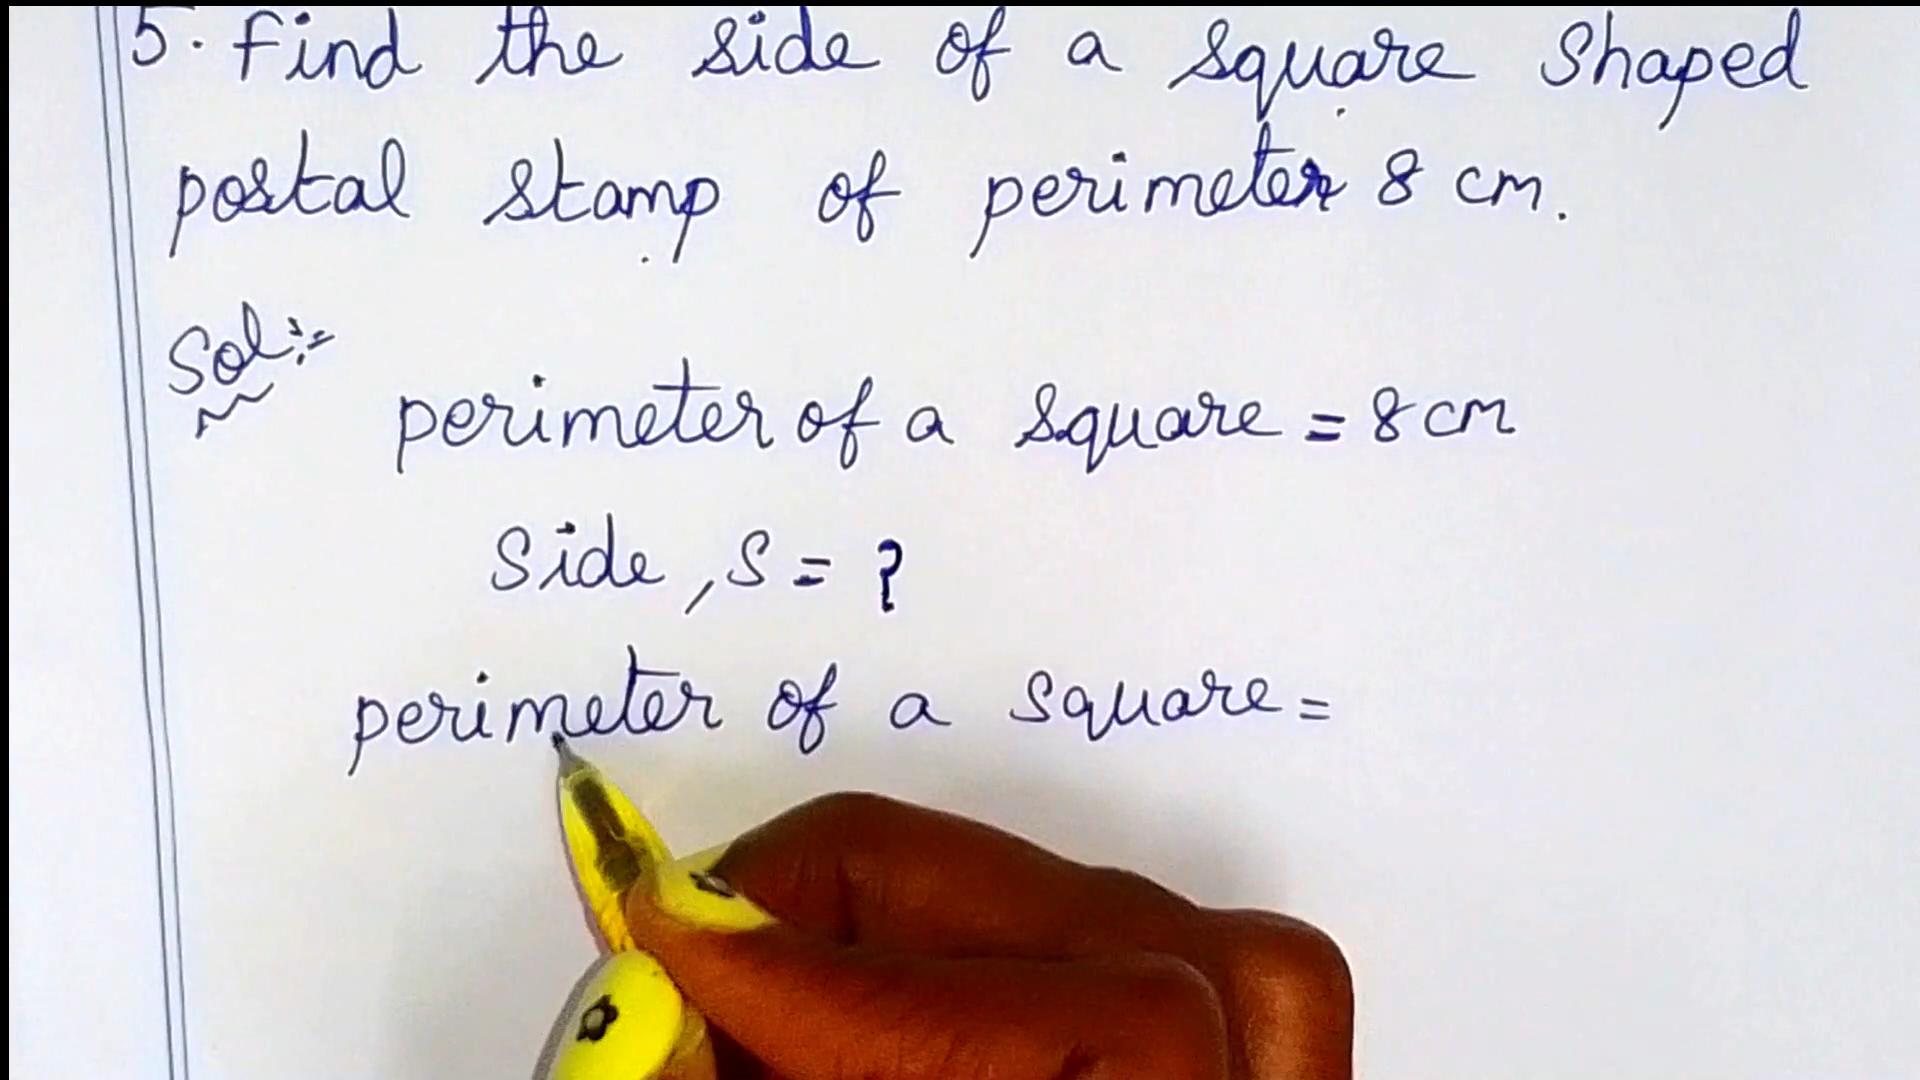 5. Find the side of a square shaped
postal stamp of perimeter 8 cm.
Sol:-
perimeter of a square = 8 cm
Side, S = ?
perimeter of a square =